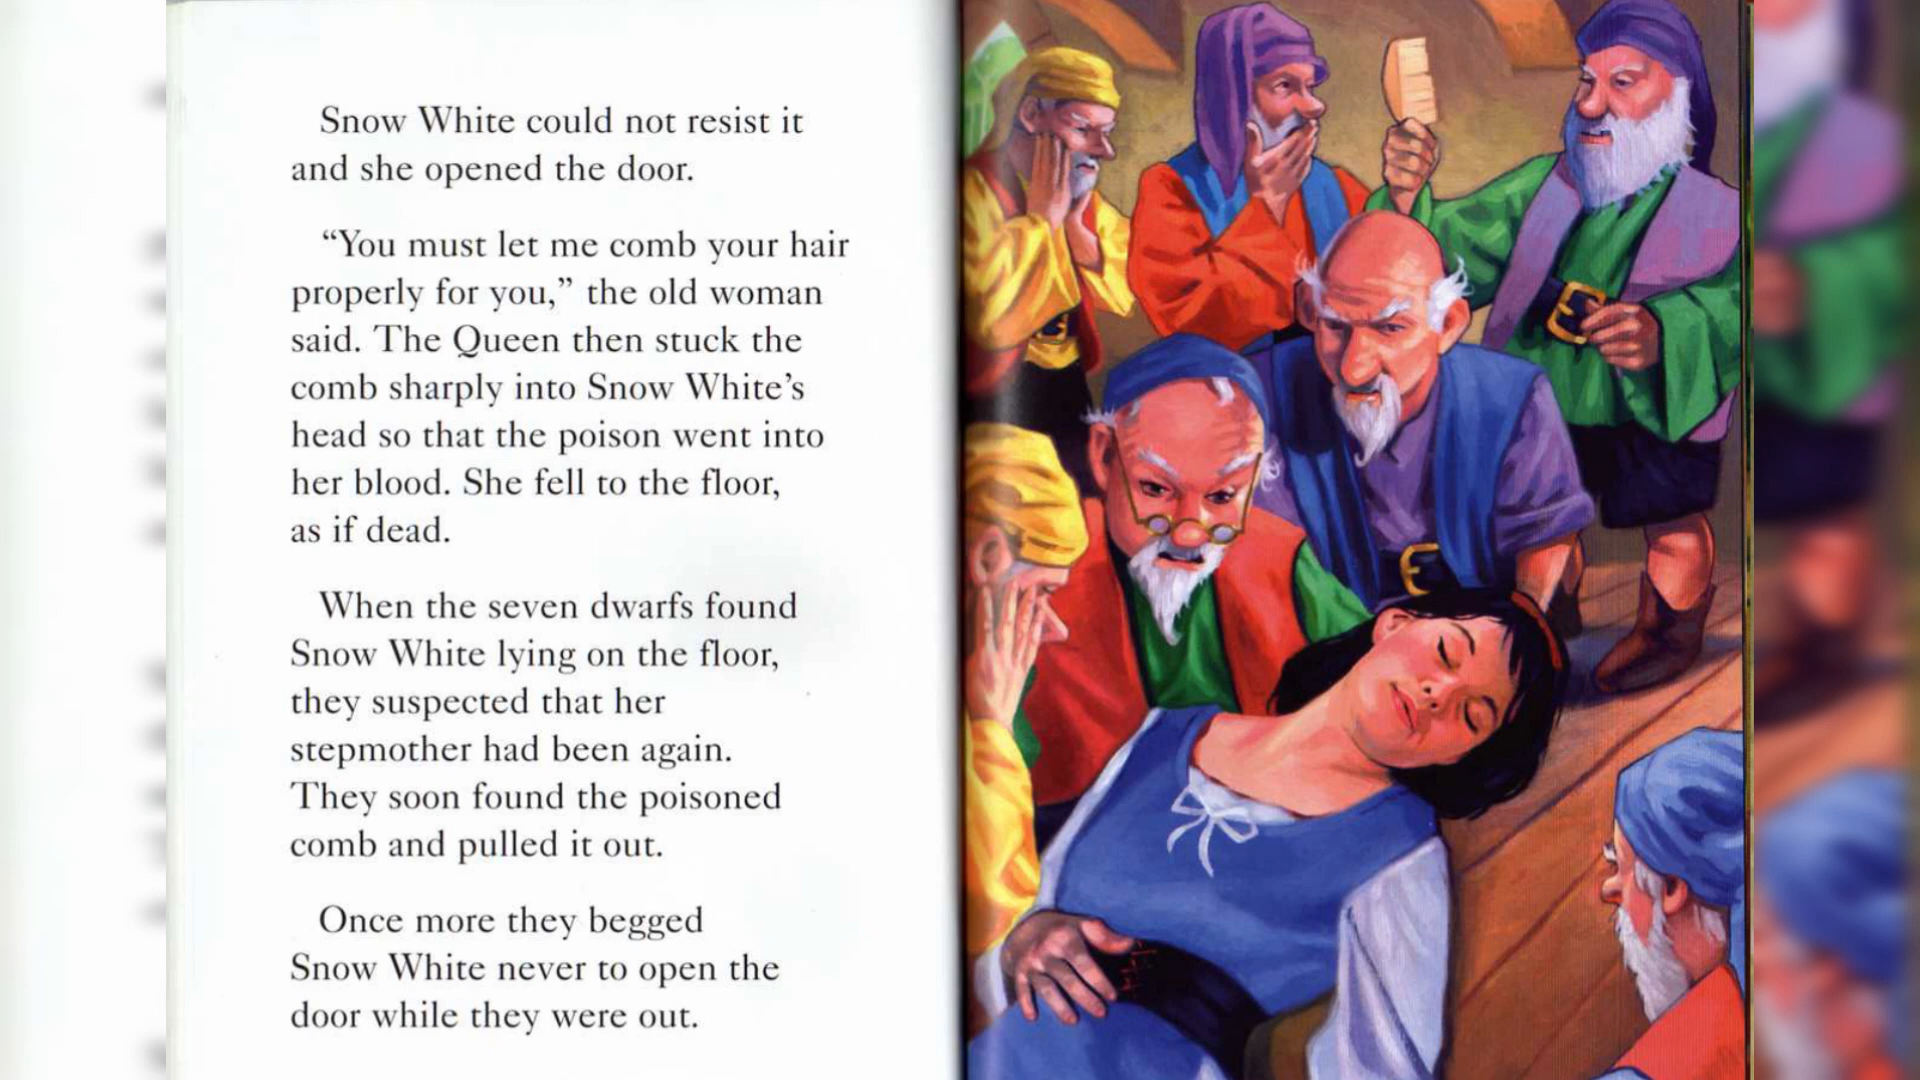 Snow White could not resist it
and she opened the door.
“You must let me comb your hair
properly for you,” the old woman
said. The Queen then stuck the
comb sharply into Snow White’s
head so that the poison went into
her blood. She fell to the floor,
as if dead.
When the seven dwarfs found
Snow White lying on the floor,
they suspected that her
stepmother had been again.
They soon found the poisoned
comb and pulled it out.
Once more they begged
Snow White never to open the
door while they were out.